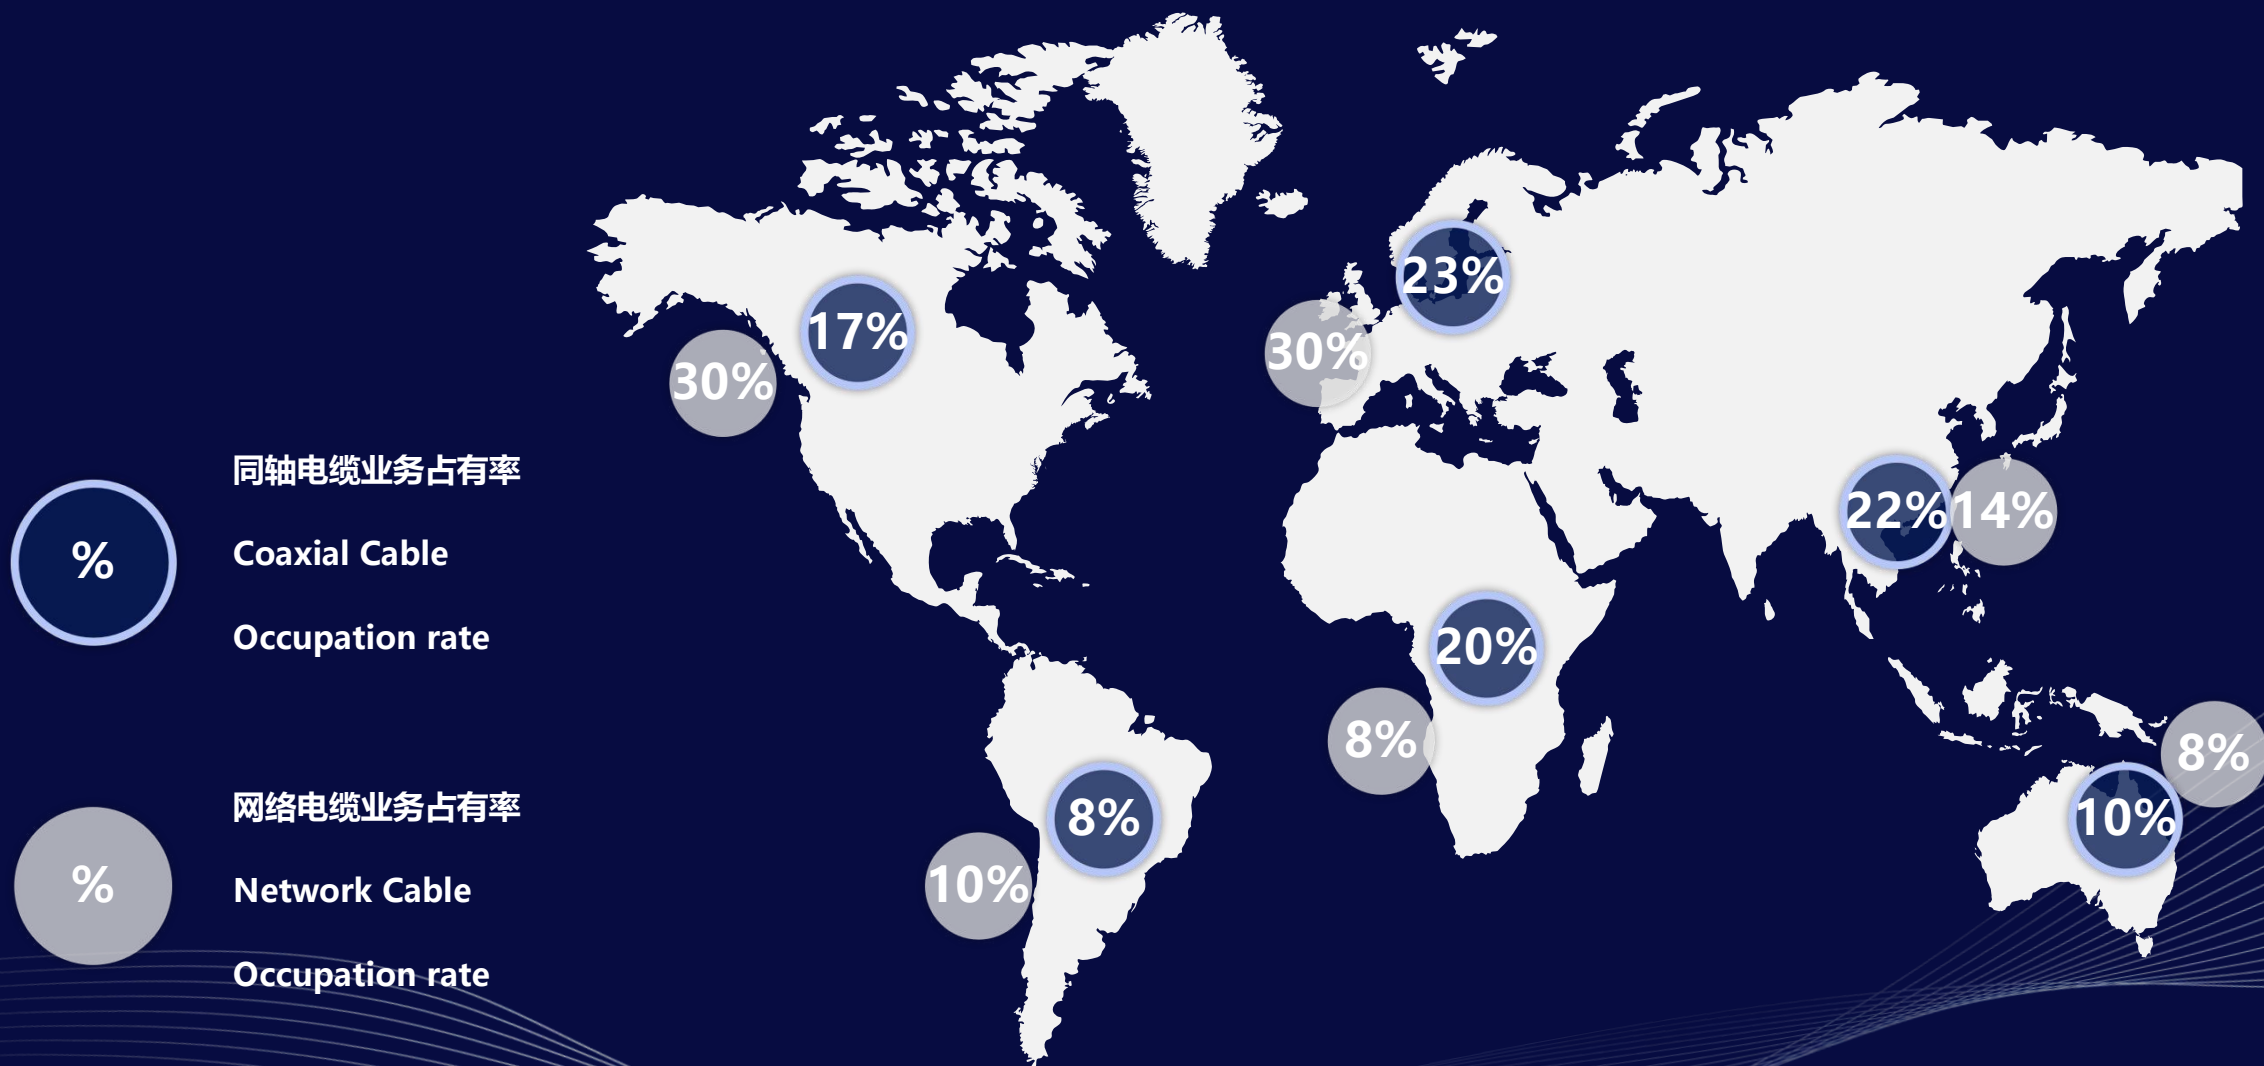 23%
17%
30%
30%
同轴电缆业务占有率
22%
14%
%
Coaxial Cable
Occupation rate
20%
8%
8%
网络电缆业务占有率
8%
10%
%
Network Cable
10%
Occupation rate